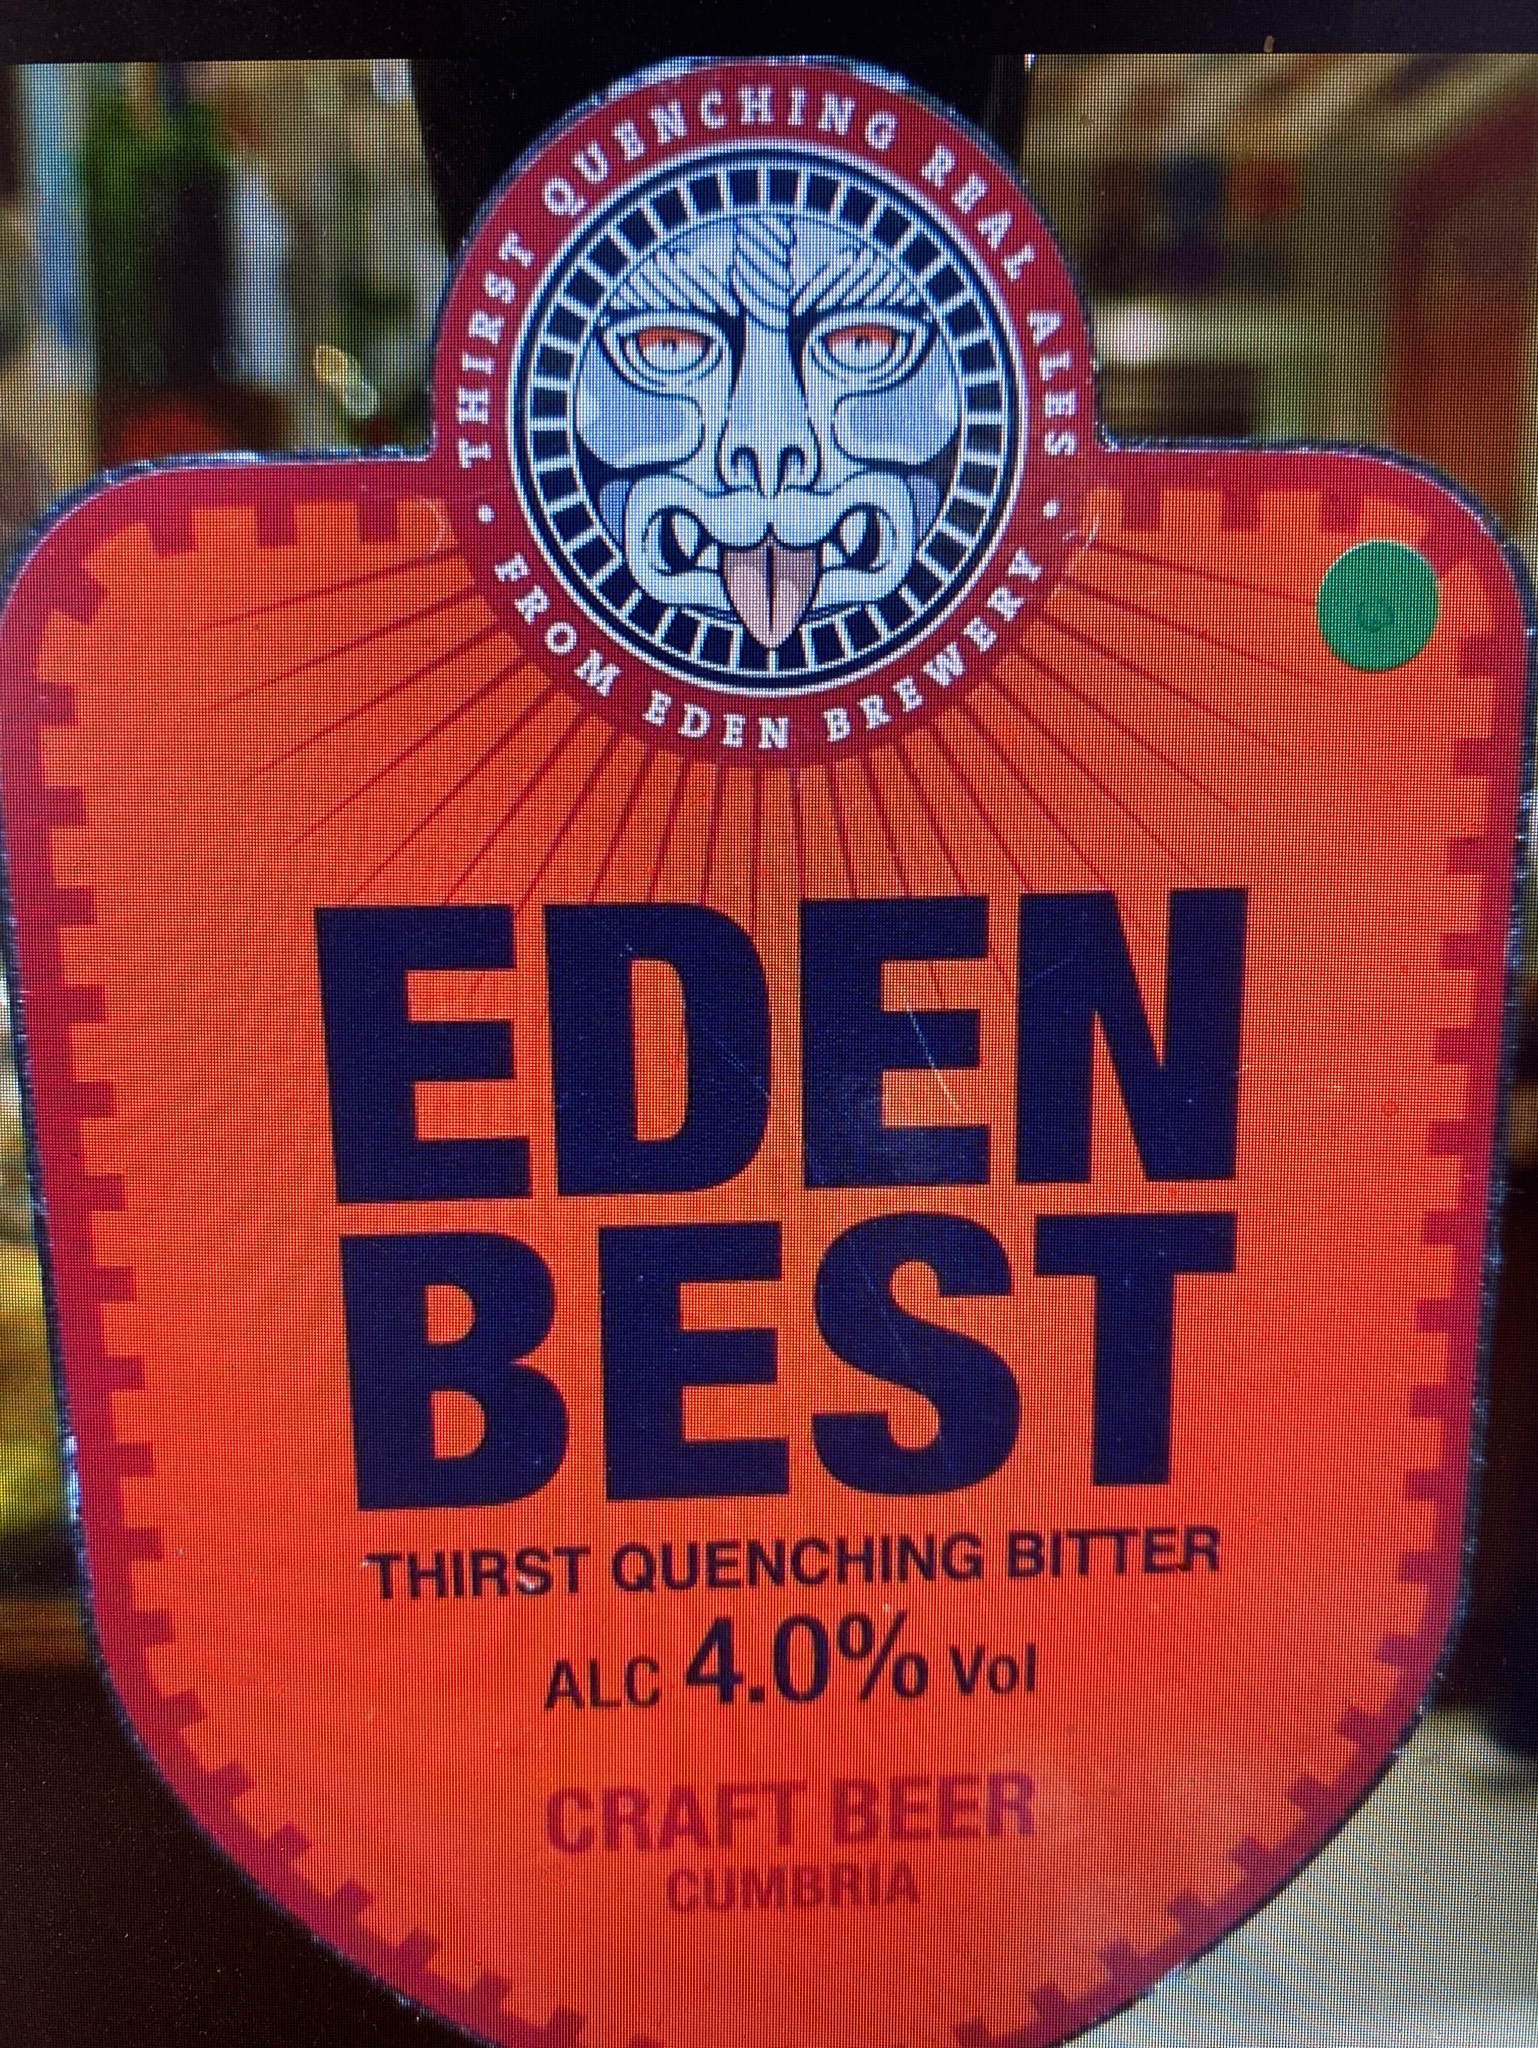 THIRST QUENCHING REAL ALES
• FROM EDEN BREWERY •
EDEN
BEST
THIRST QUENCHING BITTER
ALC 4.0% Vol
CRAFT BEER
CUMBRIA